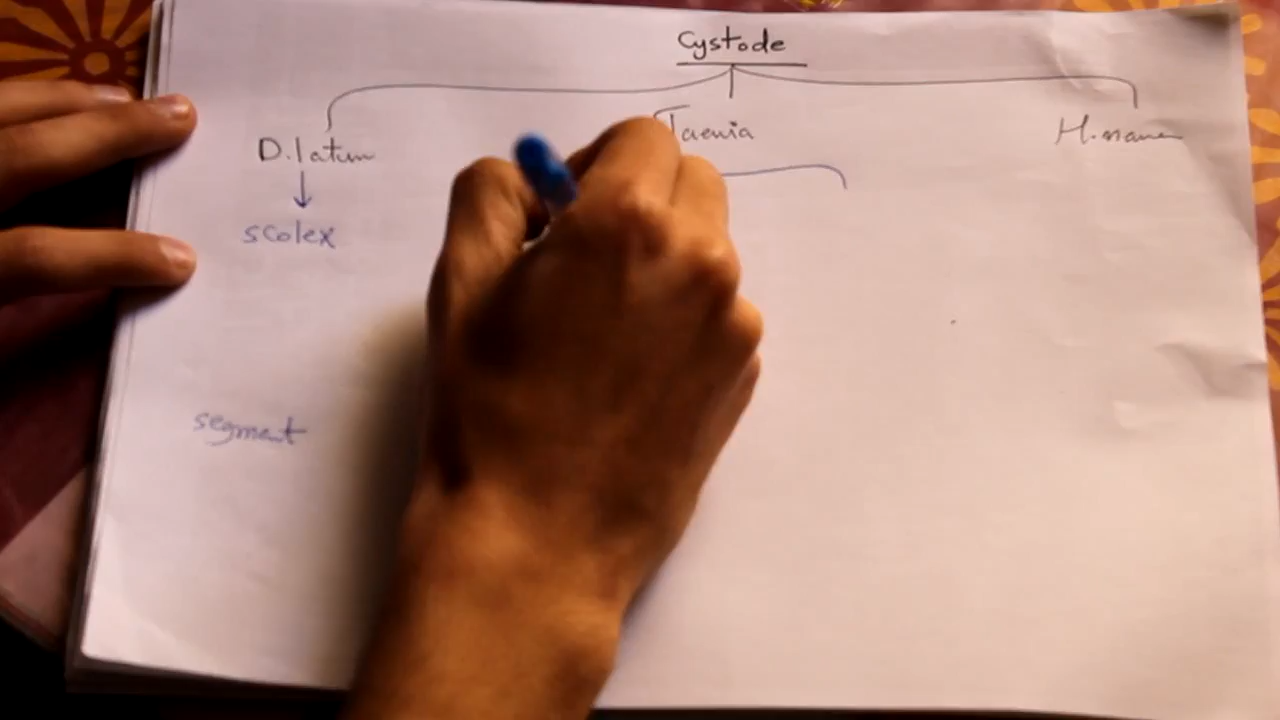 Cystode
D.latum
Taenia
H.nana
scolex
segment